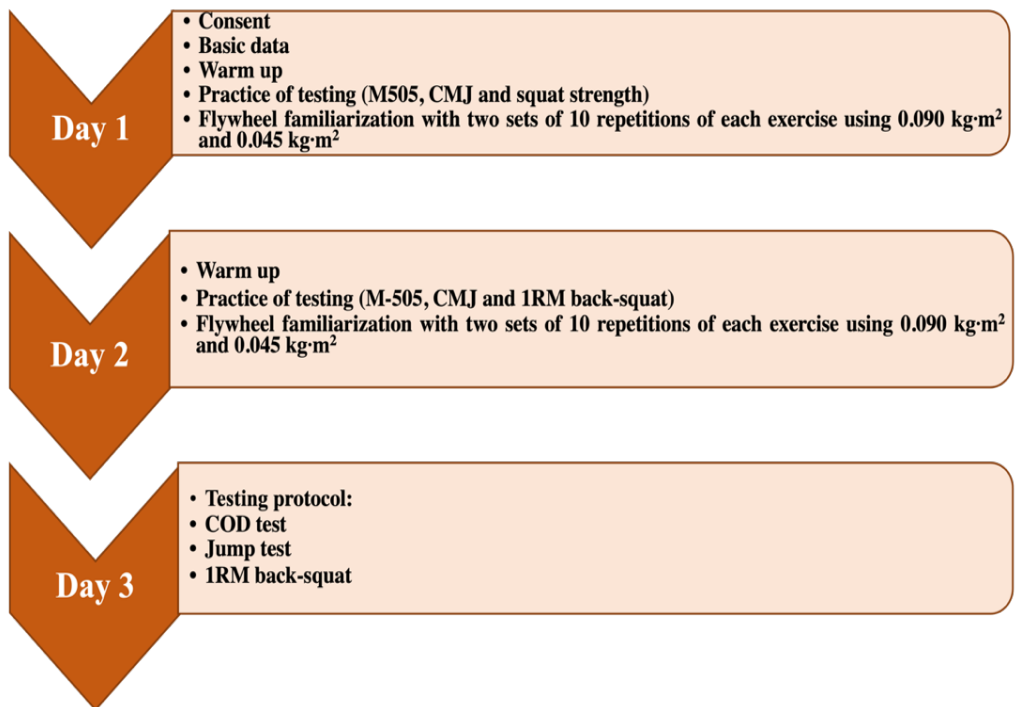 Day 1
• Consent
• Basic data
• Warm up
• Practice of testing (M505, CMJ and squat strength)
• Flywheel familiarization with two sets of 10 repetitions of each exercise using 0.090 kg·m²
and 0.045 kg·m²
Day 2
• Warm up
• Practice of testing (M-505, CMJ and 1RM back-squat)
• Flywheel familiarization with two sets of 10 repetitions of each exercise using 0.090 kg·m²
and 0.045 kg·m²
Day 3
• Testing protocol:
• COD test
• Jump test
• 1RM back-squat